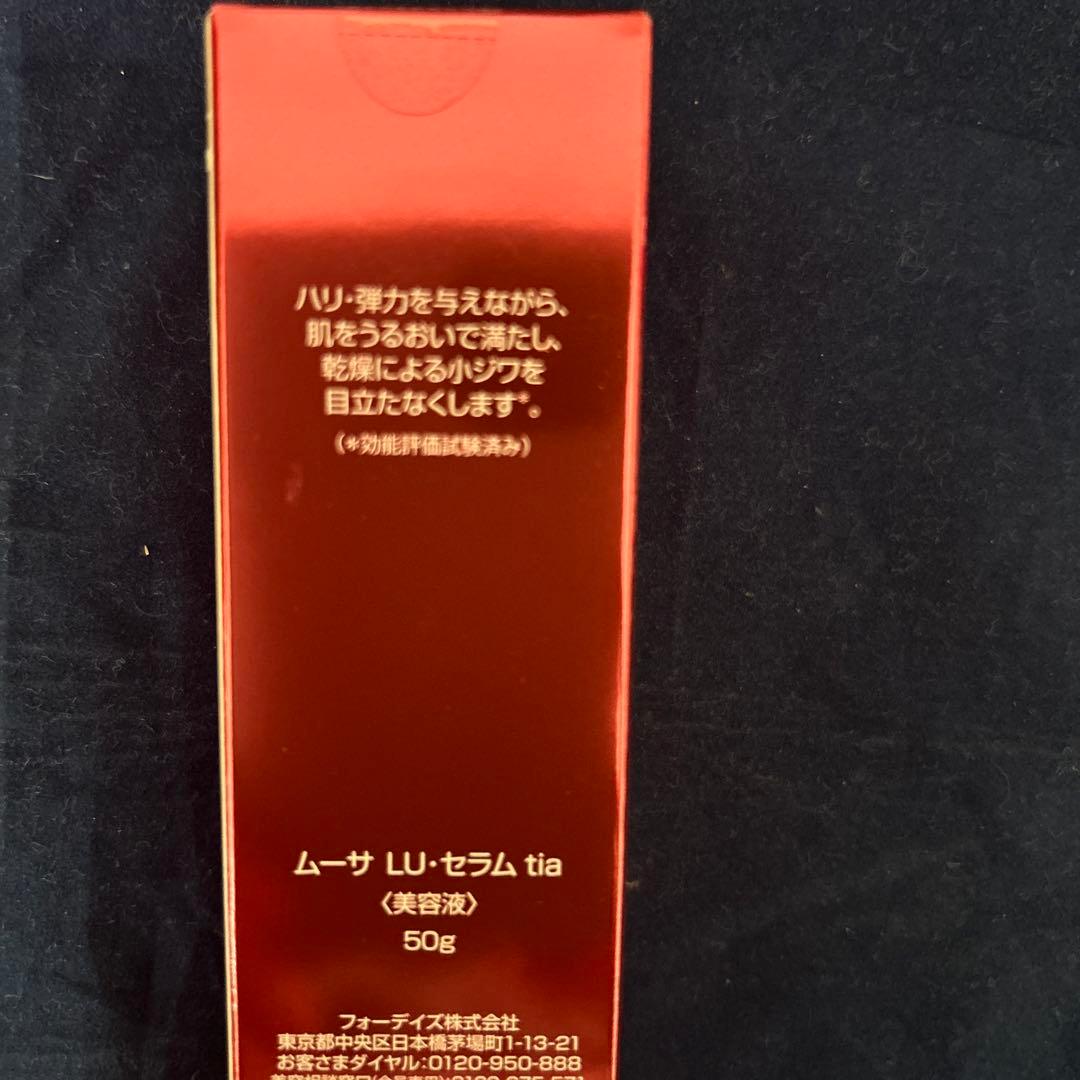 ハリ・弾力を与えながら、
肌をうるおいで満たし、
乾燥による小ジワを
目立たなくします*。
(*効能評価試験済み)
ムーサ LU・セラム tia
〈美容液〉
50g
フォーデイズ株式会社
東京都中央区日本橋茅場町1-13-21
お客さまダイヤル:0120-950-888